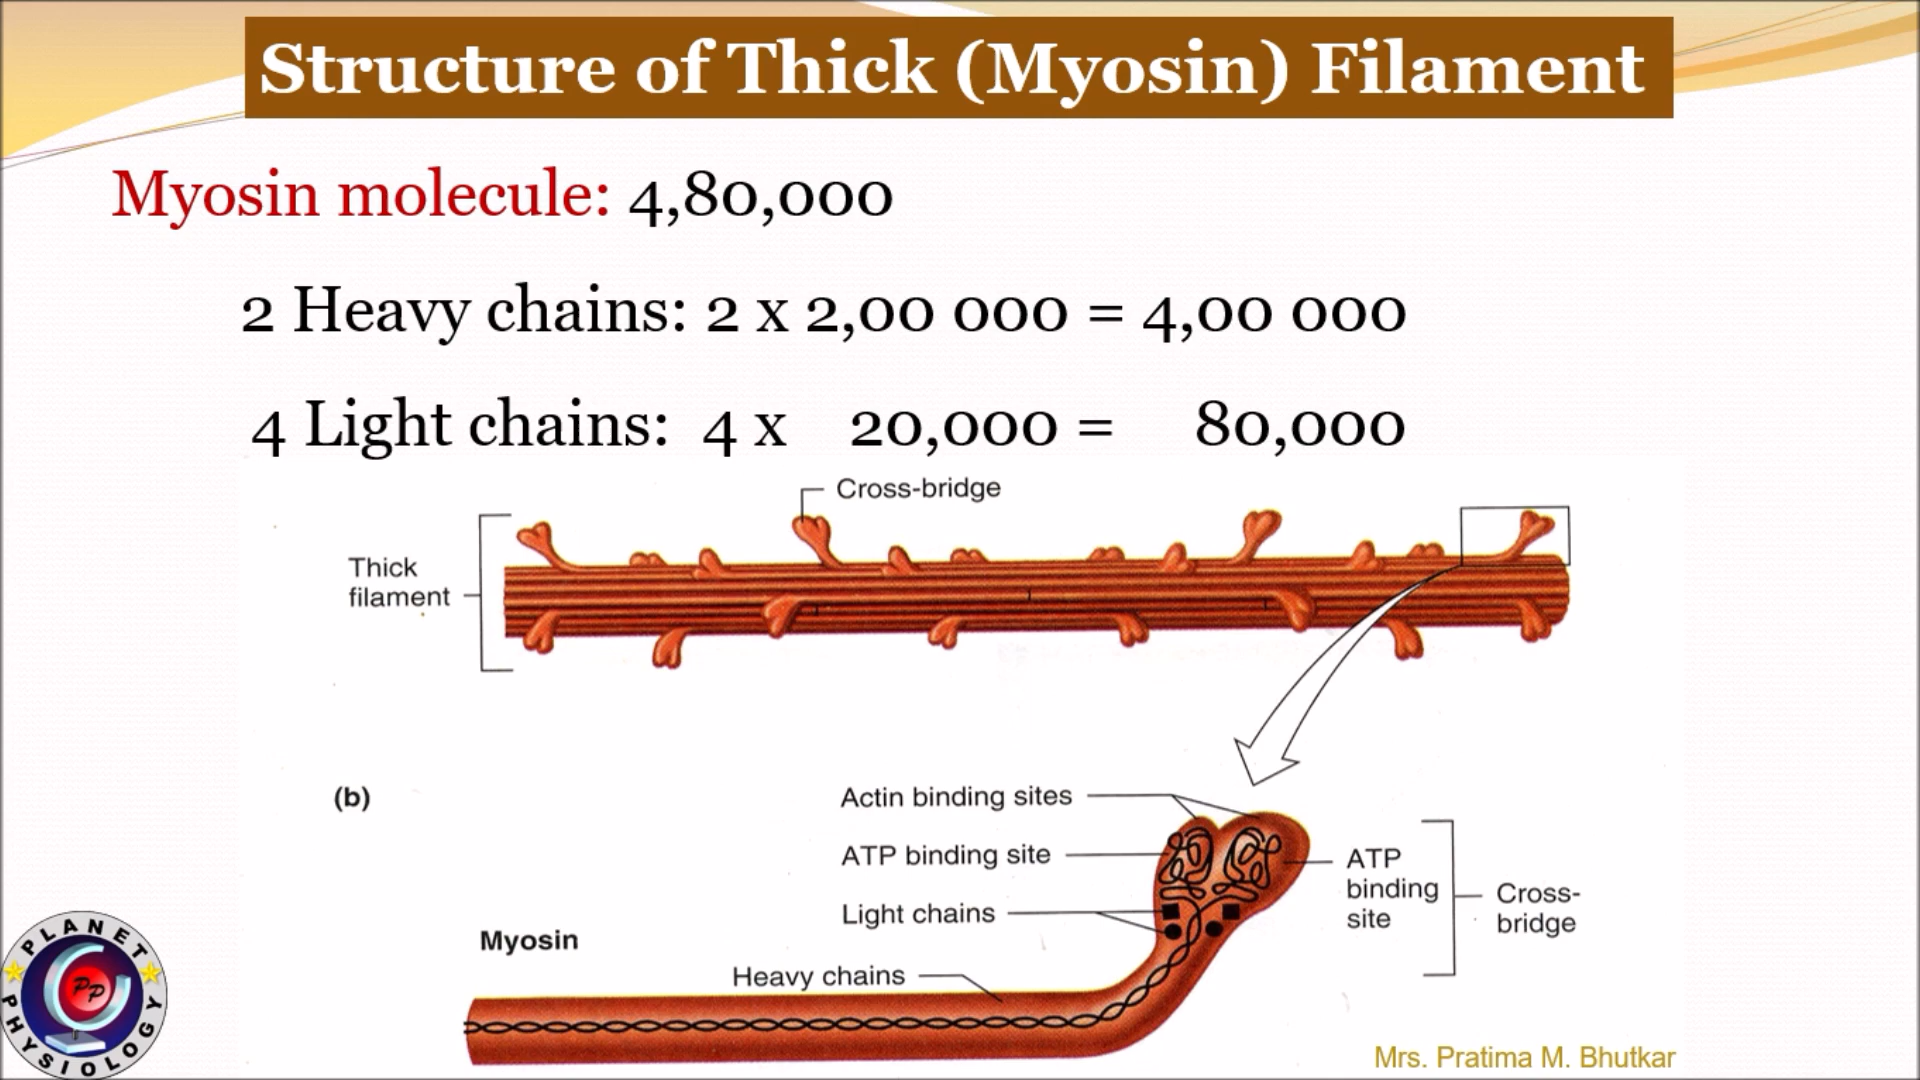 Structure of Thick (Myosin) Filament
Myosin molecule: 4,80,000
2 Heavy chains: 2 x 2,00 000 = 4,00 000
4 Light chains: 4 x 20,000 = 80,000
Cross-bridge
Thick
filament
(b)
Actin binding sites
ATP binding site
Light chains
Myosin
Heavy chains
ATP
binding
site
Cross-
bridge
PLANET
PP
PHYSIOLOGY
Mrs. Pratima M. Bhutkar